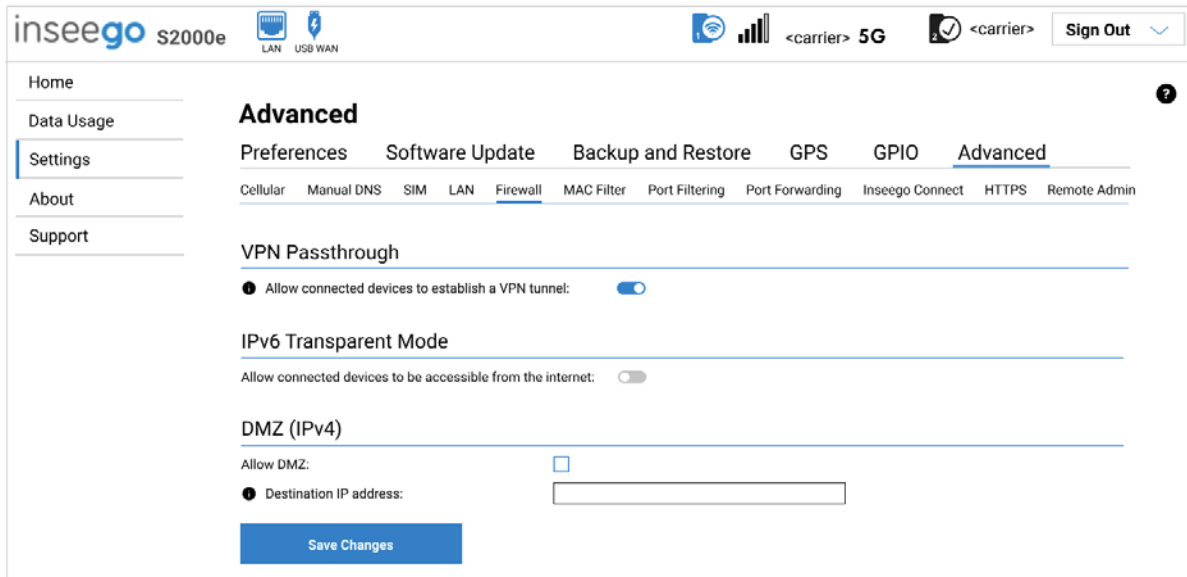 inseego S2000e
LAN
USB WAN
1
<carrier> 5G
2
<carrier>
Sign Out
?
Home
Data Usage
Settings
About
Support
Advanced
Preferences Software Update Backup and Restore GPS GPIO Advanced
Cellular Manual DNS SIM LAN Firewall MAC Filter Port Filtering Port Forwarding Inseego Connect HTTPS Remote Admin
VPN Passthrough
Allow connected devices to establish a VPN tunnel:
IPv6 Transparent Mode
Allow connected devices to be accessible from the internet:
DMZ (IPv4)
Allow DMZ:
Destination IP address:
Save Changes